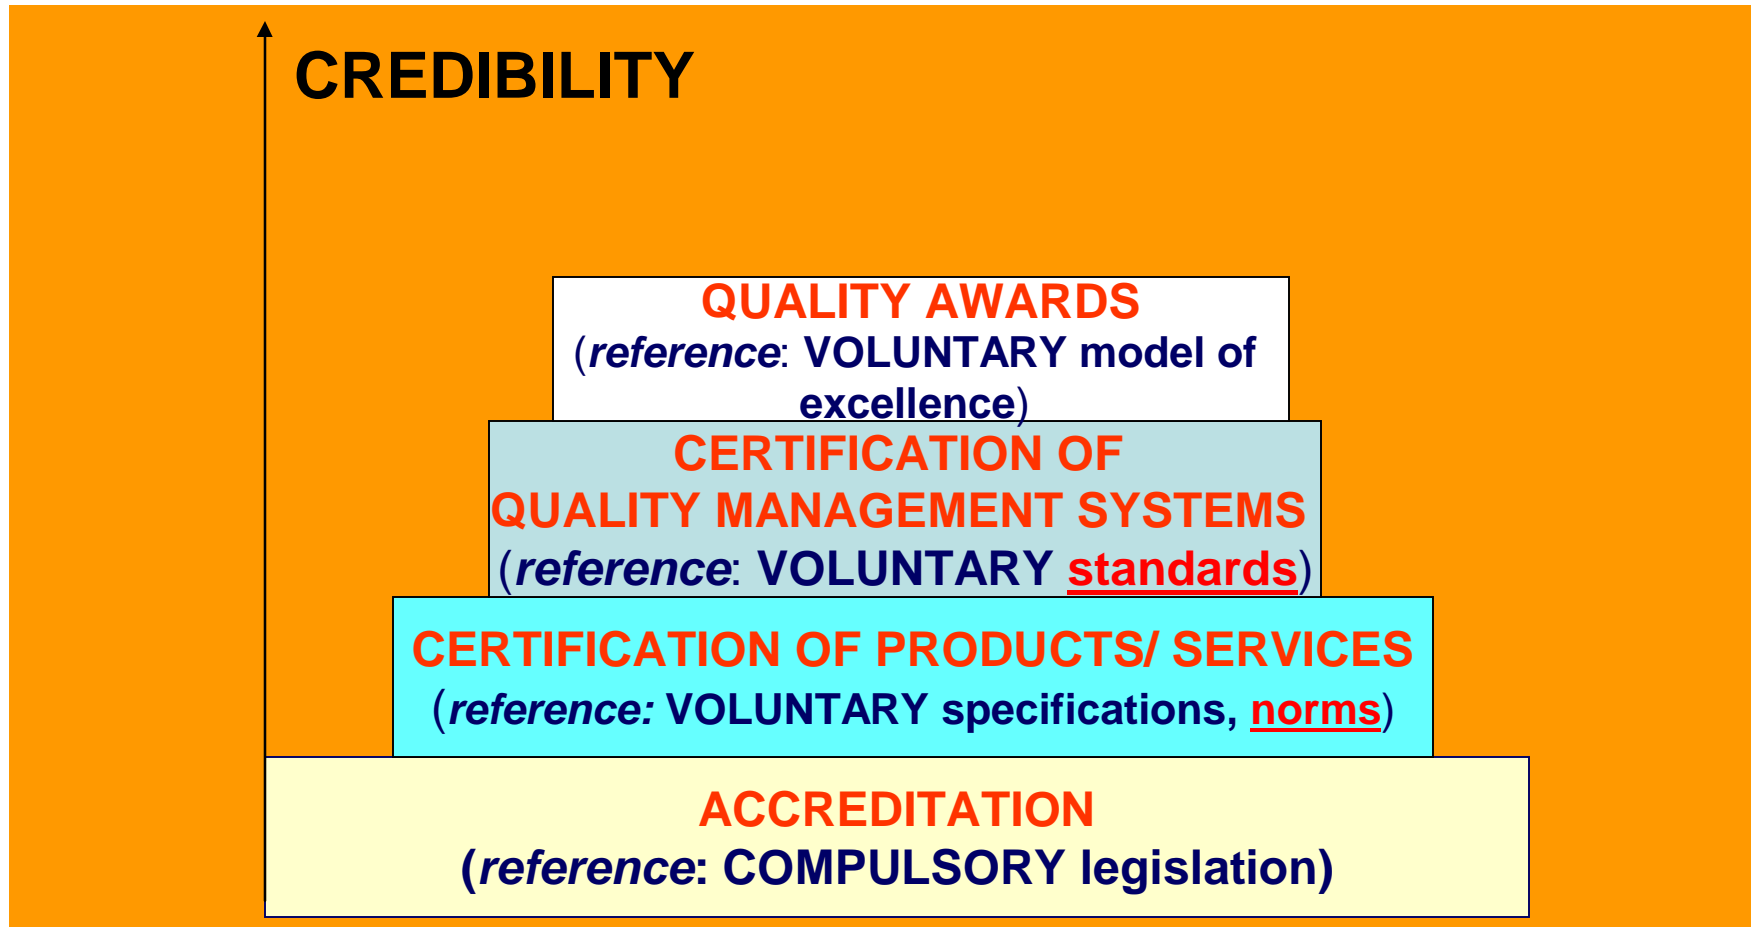 CREDIBILITY
QUALITY AWARDS
(reference: VOLUNTARY model of
excellence)
CERTIFICATION OF
QUALITY MANAGEMENT SYSTEMS
(reference: VOLUNTARY standards)
CERTIFICATION OF PRODUCTS/ SERVICES
(reference: VOLUNTARY specifications, norms)
ACCREDITATION
(reference: COMPULSORY legislation)